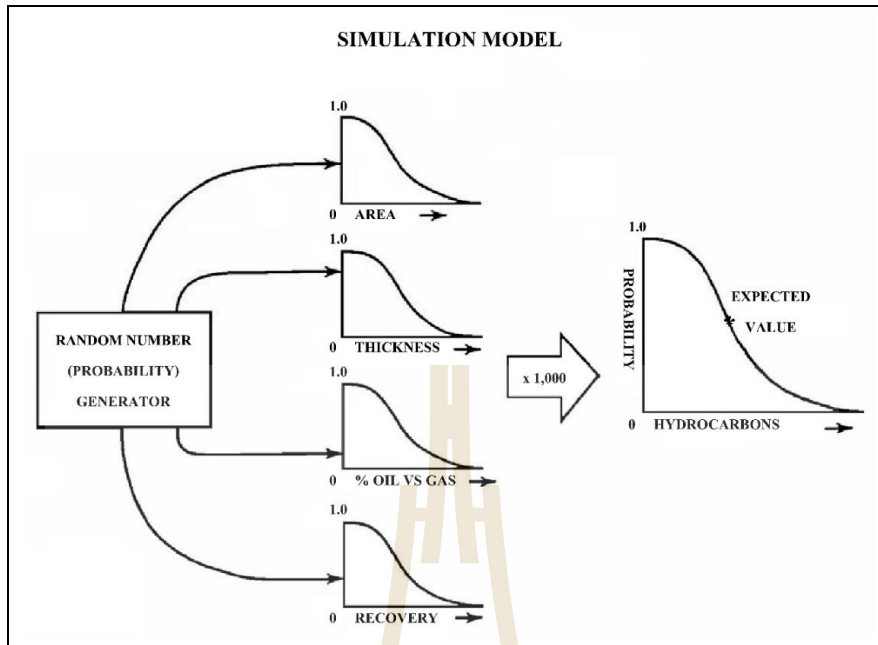 SIMULATION MODEL
1.0
0 AREA
1.0
0 THICKNESS
1.0
0 % OIL VS GAS
1.0
0 RECOVERY
RANDOM NUMBER
(PROBABILITY)
GENERATOR
x 1,000
1.0
PROBABILITY
EXPECTED
VALUE
0 HYDROCARBONS